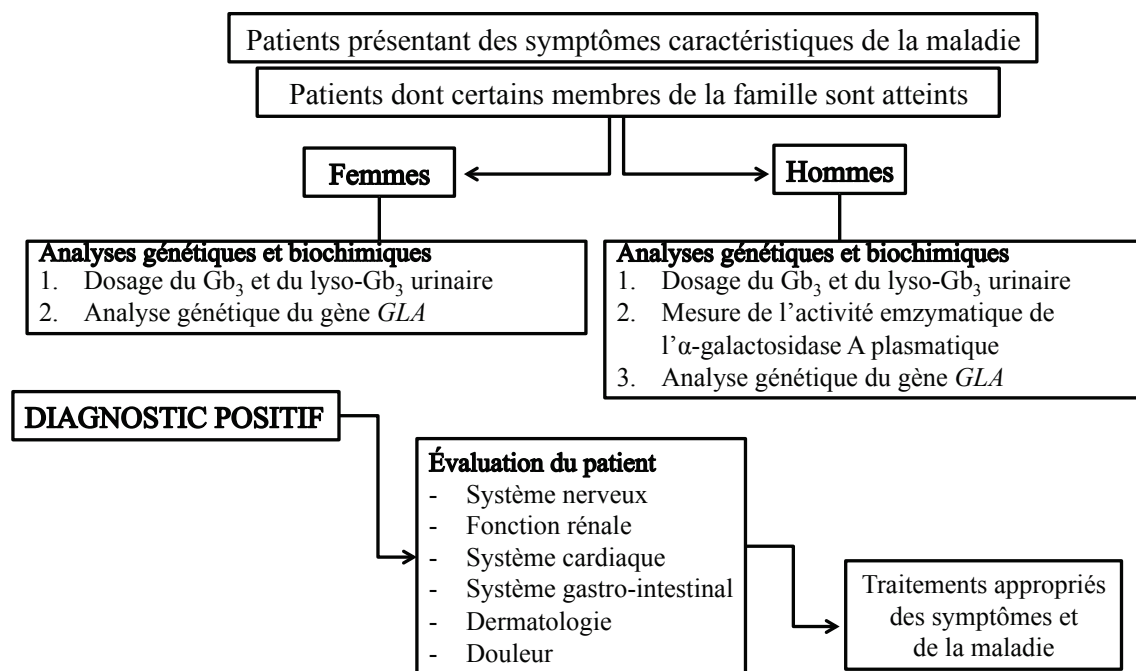 Patients présentant des symptômes caractéristiques de la maladie
Patients dont certains membres de la famille sont atteints
Femmes
Hommes
Analyses génétiques et biochimiques
1. Dosage du Gb₃ et du lyso-Gb₃ urinaire
2. Analyse génétique du gène GLA
Analyses génétiques et biochimiques
1. Dosage du Gb₃ et du lyso-Gb₃ urinaire
2. Mesure de l’activité emzymatique de
l’α-galactosidase A plasmatique
3. Analyse génétique du gène GLA
DIAGNOSTIC POSITIF
Évaluation du patient
- Système nerveux
- Fonction rénale
- Système cardiaque
- Système gastro-intestinal
- Dermatologie
- Douleur
Traitements appropriés
des symptômes et
de la maladie